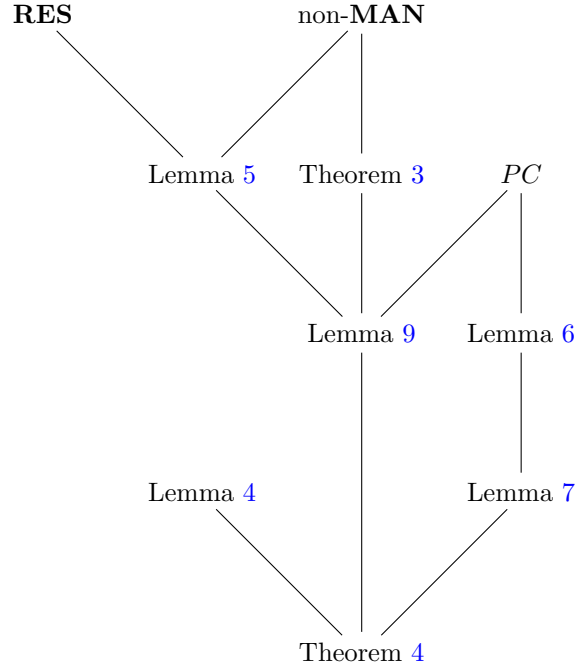 RES non-MAN
Lemma 5 Theorem 3 PC
Lemma 9 Lemma 6
Lemma 4 Lemma 7
Theorem 4